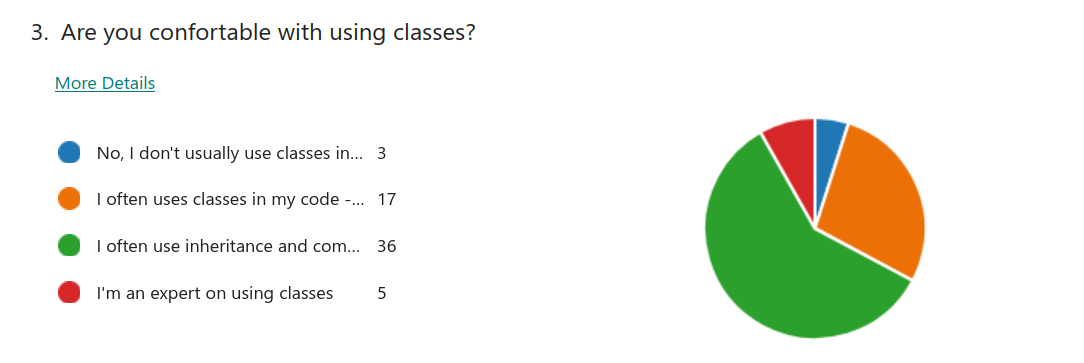 3. Are you confortable with using classes?
More Details
No, I don't usually use classes in... 3
I often uses classes in my code -... 17
I often use inheritance and com... 36
I'm an expert on using classes 5